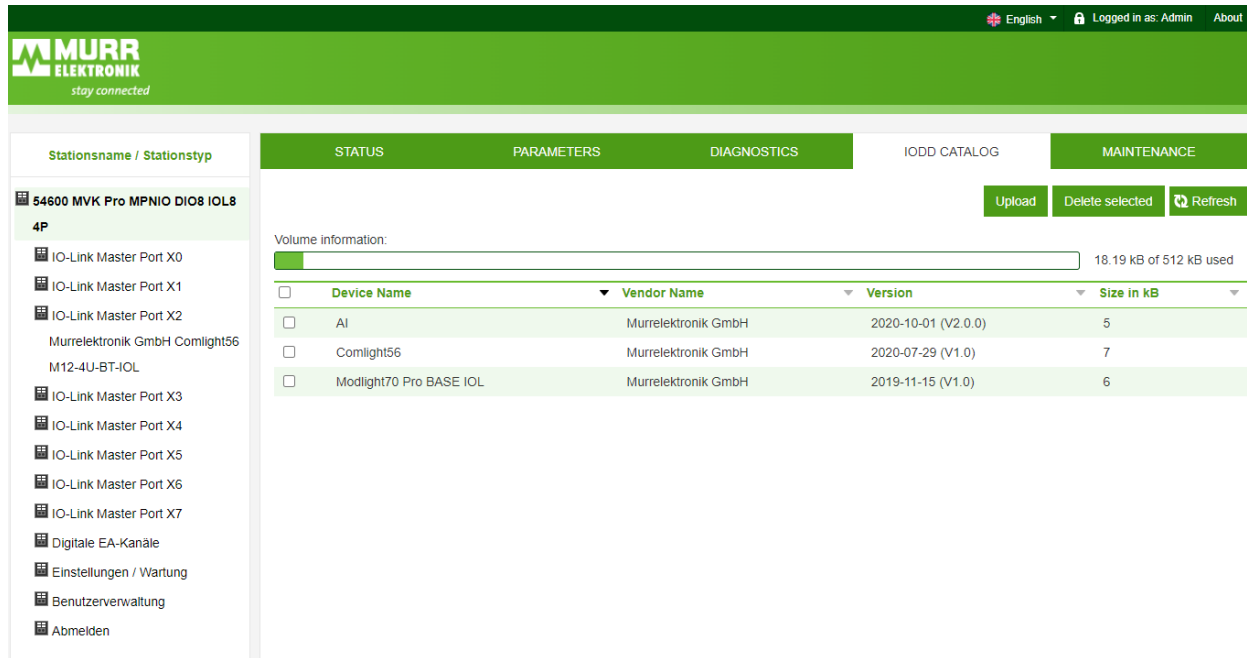 English Logged in as: Admin About
MURR
ELEKTRONIK
stay connected
Stationsname / Stationstyp
54600 MVK Pro MPNIO DIO8 IOL8
4P
IO-Link Master Port X0
IO-Link Master Port X1
IO-Link Master Port X2
Murrelektronik GmbH Comlight56
M12-4U-BT-IOL
IO-Link Master Port X3
IO-Link Master Port X4
IO-Link Master Port X5
IO-Link Master Port X6
IO-Link Master Port X7
Digitale EA-Kanäle
Einstellungen / Wartung
Benutzerverwaltung
Abmelden
STATUS PARAMETERS DIAGNOSTICS IODD CATALOG MAINTENANCE
Upload Delete selected Refresh
Volume information:
18.19 kB of 512 kB used
Device Name Vendor Name Version Size in kB
AI Murrelektronik GmbH 2020-10-01 (V2.0.0) 5
Comlight56 Murrelektronik GmbH 2020-07-29 (V1.0) 7
Modlight70 Pro BASE IOL Murrelektronik GmbH 2019-11-15 (V1.0) 6